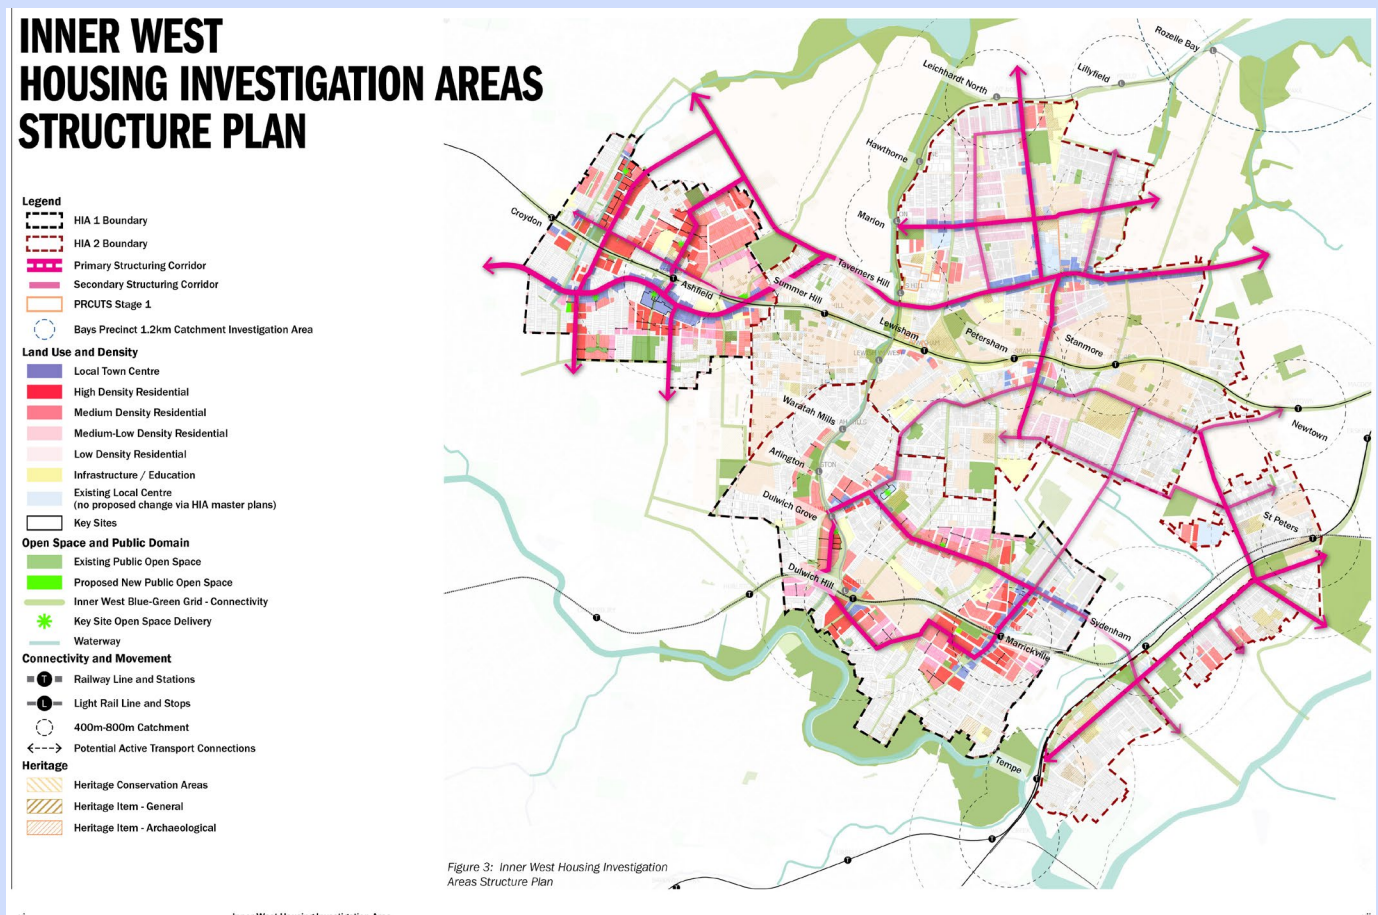 INNER WEST
HOUSING INVESTIGATION AREAS
STRUCTURE PLAN
Legend
HIA 1 Boundary
HIA 2 Boundary
Primary Structuring Corridor
Secondary Structuring Corridor
PRCUTS Stage 1
Bays Precinct 1.2km Catchment Investigation Area
Land Use and Density
Local Town Centre
High Density Residential
Medium Density Residential
Medium-Low Density Residential
Low Density Residential
Infrastructure / Education
Existing Local Centre
(no proposed change via HIA master plans)
Key Sites
Open Space and Public Domain
Existing Public Open Space
Proposed New Public Open Space
Inner West Blue-Green Grid - Connectivity
Key Site Open Space Delivery
Waterway
Connectivity and Movement
T Railway Line and Stations
L Light Rail Line and Stops
400m-800m Catchment
Potential Active Transport Connections
Heritage
Heritage Conservation Areas
Heritage Item - General
Heritage Item - Archaeological
Rozelle Bay
Lillyfield
Leichhardt North
Hawthorne
Marion
Croydon
Ashfield
Summer Hill
Taverners Hill
Lewisham
Petersham
Stanmore
Newtown
Waratah Mills
Arlington
Dulwich Grove
Dulwich Hill
St Peters
Sydenham
Marrickville
Tempe
Figure 3: Inner West Housing Investigation
Areas Structure Plan